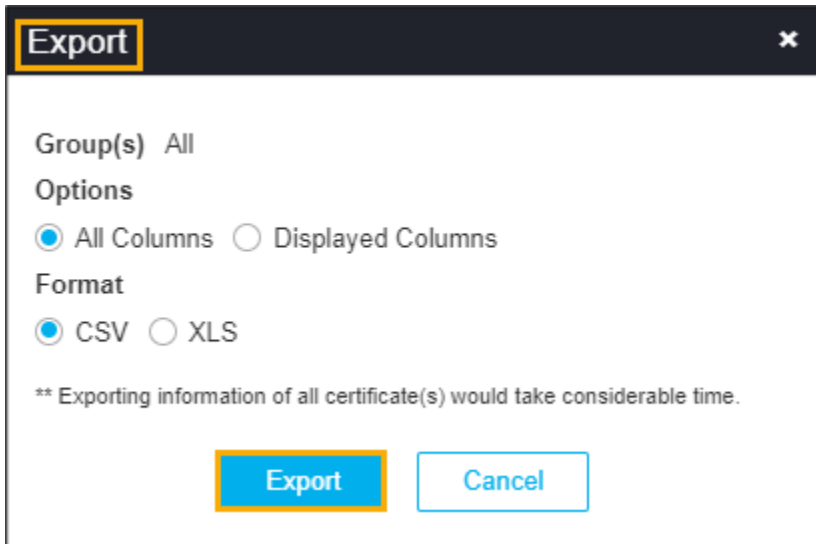 Export ×
Group(s) All
Options
All Columns Displayed Columns
Format
CSV XLS
** Exporting information of all certificate(s) would take considerable time.
Export Cancel